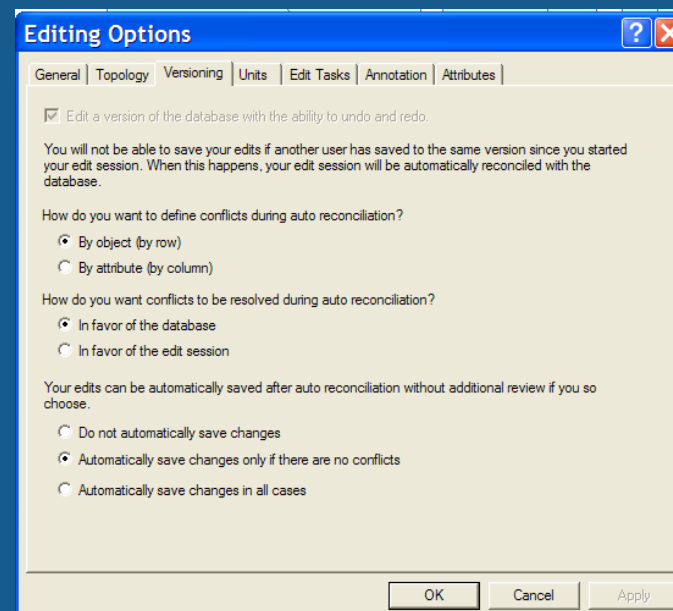 Editing Options
?
General Topology Versioning Units Edit Tasks Annotation Attributes
Edit a version of the database with the ability to undo and redo.
You will not be able to save your edits if another user has saved to the same version since you started
your edit session. When this happens, your edit session will be automatically reconciled with the
database.
How do you want to define conflicts during auto reconciliation?
By object (by row)
By attribute (by column)
How do you want conflicts to be resolved during auto reconciliation?
In favor of the database
In favor of the edit session
Your edits can be automatically saved after auto reconciliation without additional review if you so
choose.
Do not automatically save changes
Automatically save changes only if there are no conflicts
Automatically save changes in all cases
OK Cancel Apply